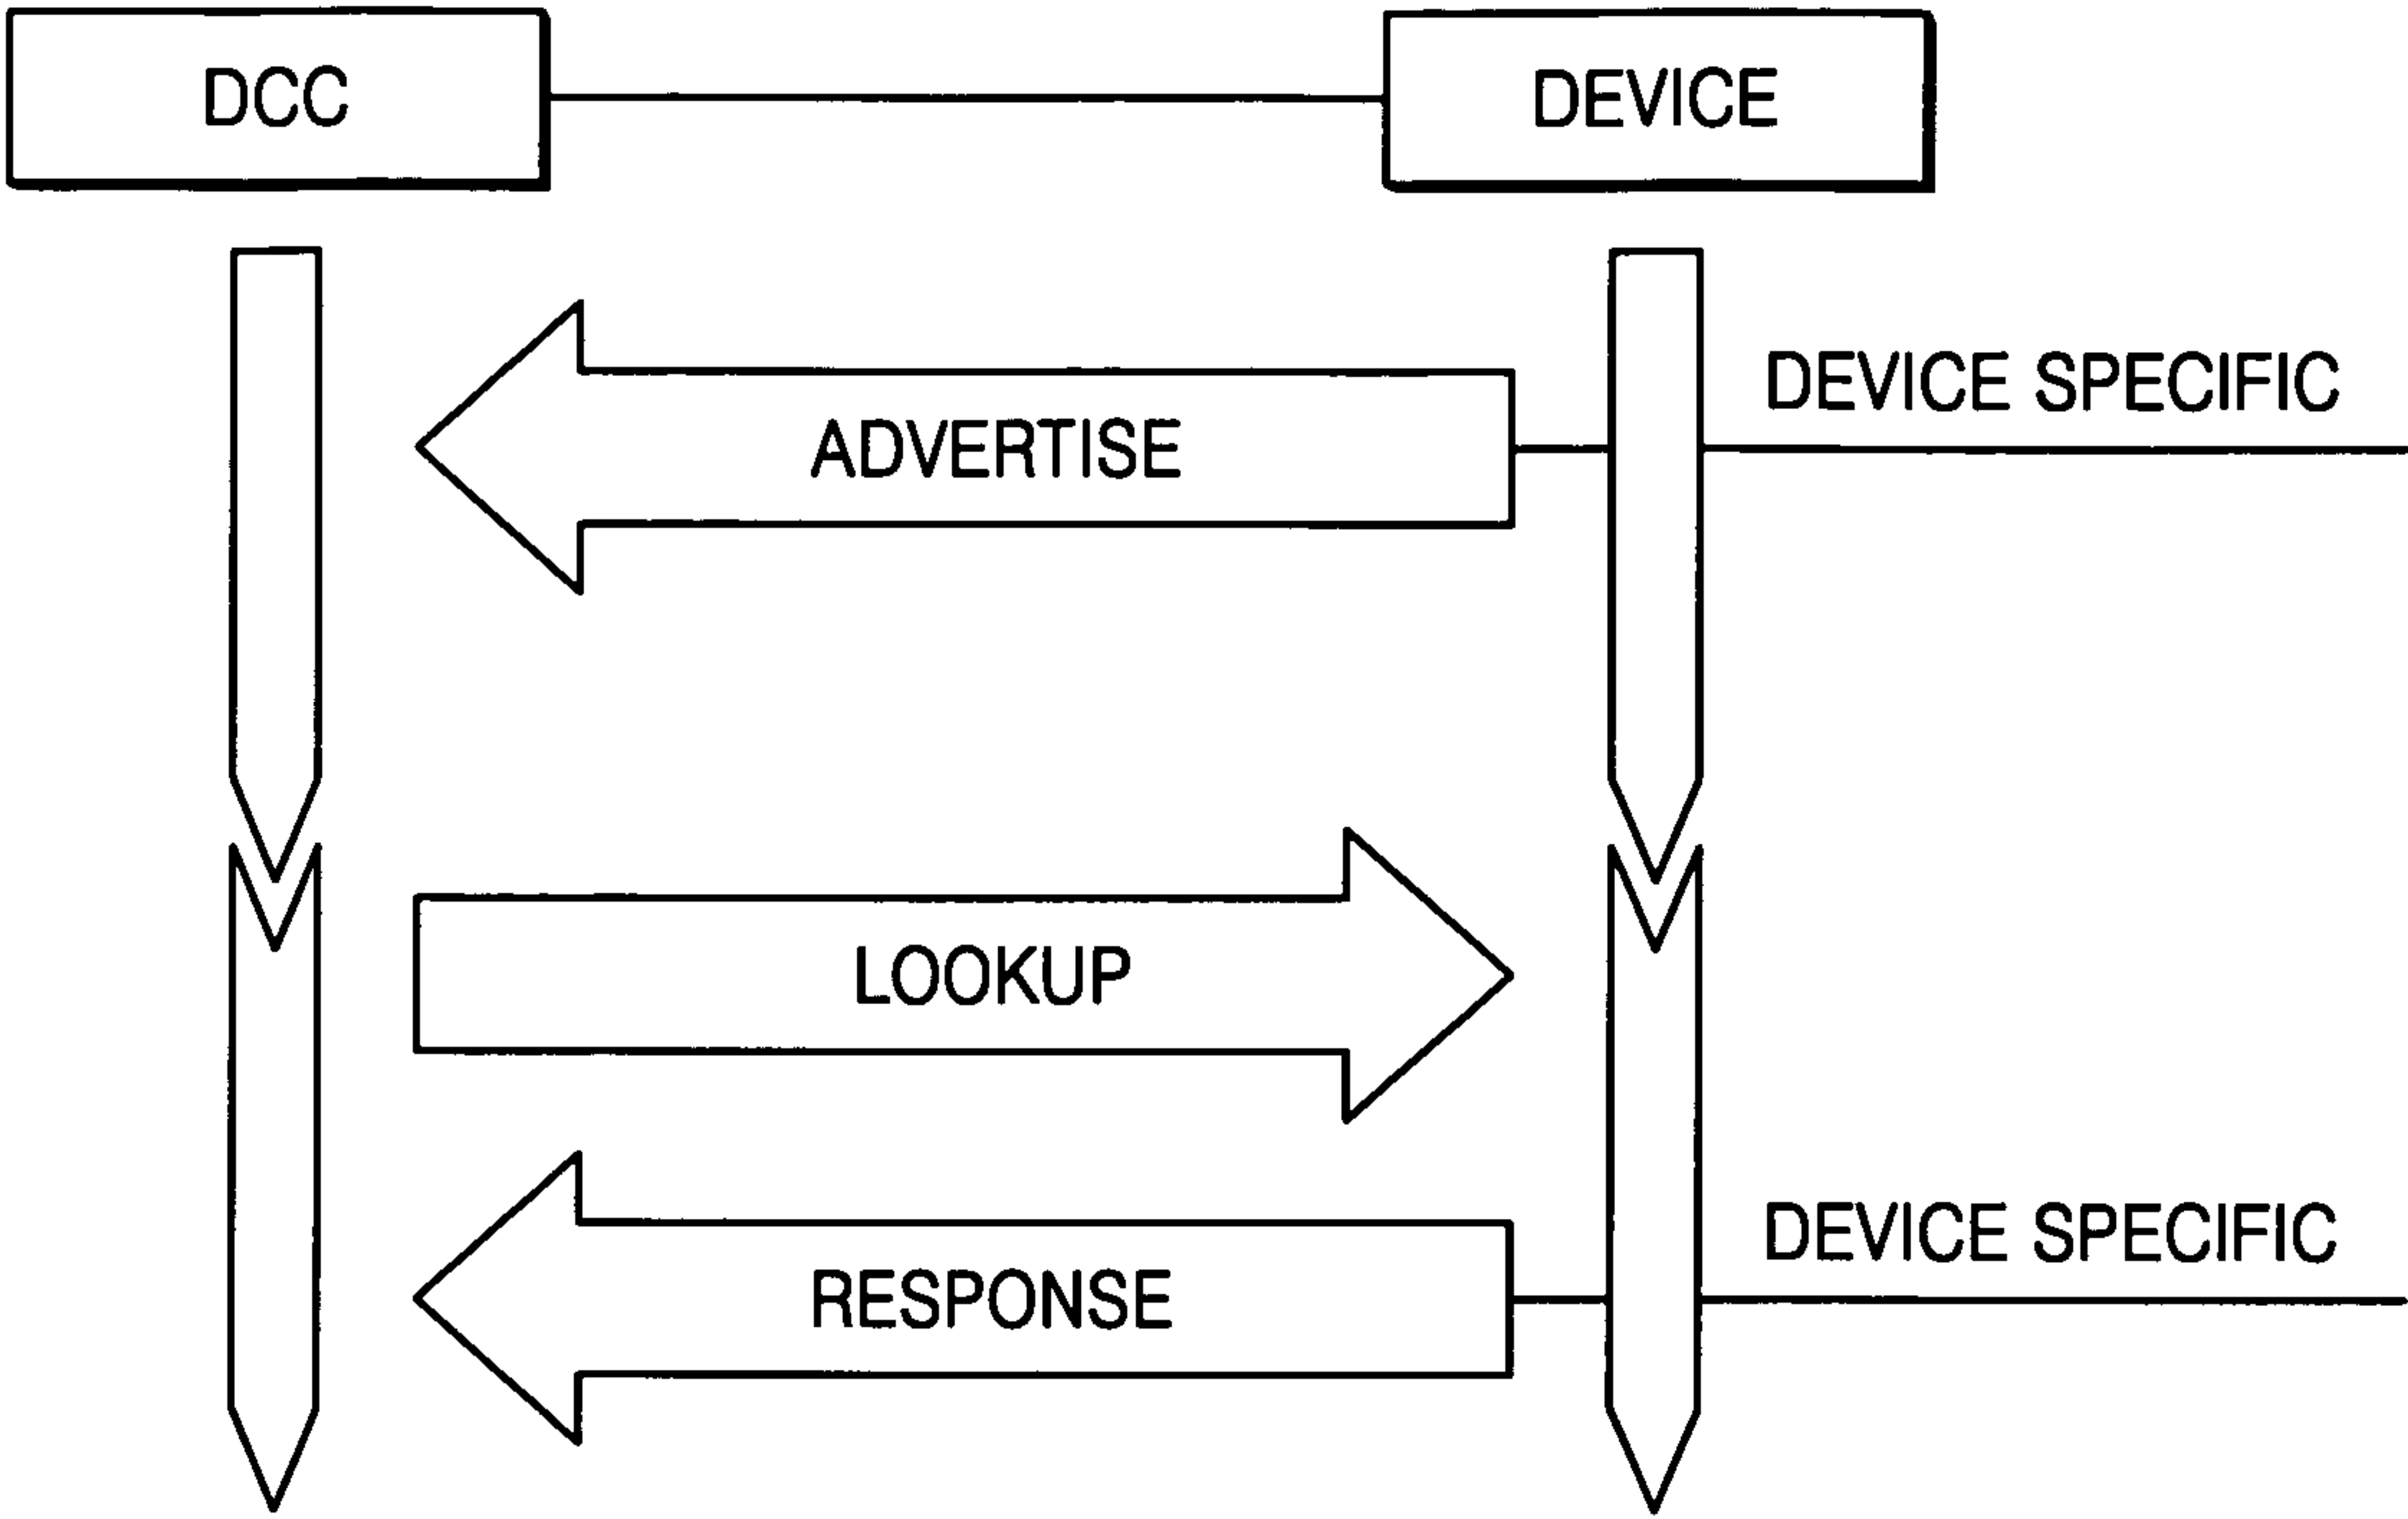 DCC
DEVICE
DEVICE SPECIFIC
ADVERTISE
LOOKUP
DEVICE SPECIFIC
RESPONSE